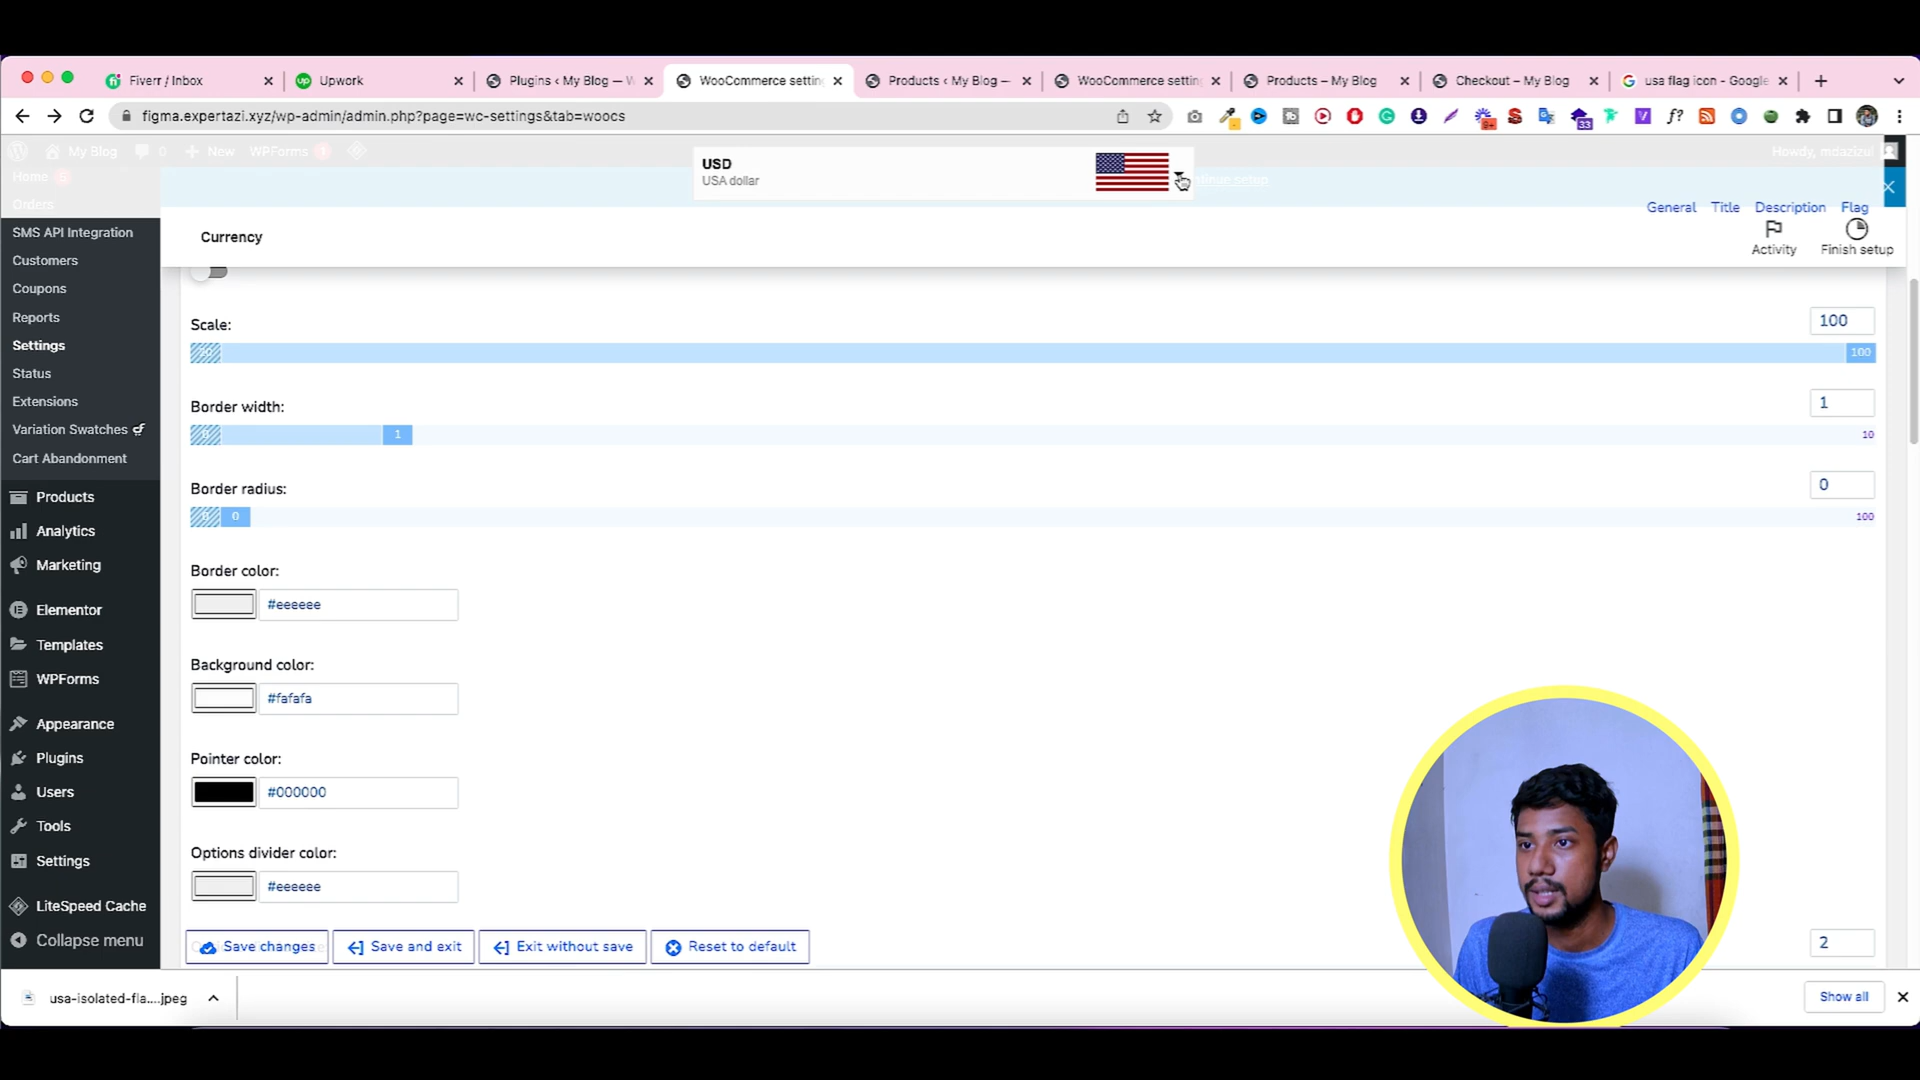 Fiverr / Inbox
Upwork
Plugins ‹ My Blog — W
WooCommerce settin
Products ‹ My Blog —
WooCommerce settin
Products – My Blog
Checkout – My Blog
usa flag icon - Google
figma.expertazi.xyz/wp-admin/admin.php?page=wc-settings&tab=woocs
33
My Blog
0
New
WPForms
Howdy, mdazizul
USD
USA dollar
Home
Orders
SMS API Integration
Customers
Coupons
Reports
Settings
Status
Extensions
Variation Swatches
Cart Abandonment
Products
Analytics
Marketing
Elementor
Templates
WPForms
Appearance
Plugins
Users
Tools
Settings
LiteSpeed Cache
Collapse menu
General Title Description Flag
Currency
Activity
Finish setup
Scale:
100
100
Border width:
1
1
10
Border radius:
0
0
100
Border color:
#eeeeee
Background color:
#fafafa
Pointer color:
#000000
Options divider color:
#eeeeee
Save changes
Save and exit
Exit without save
Reset to default
2
usa-isolated-fla....jpeg
Show all